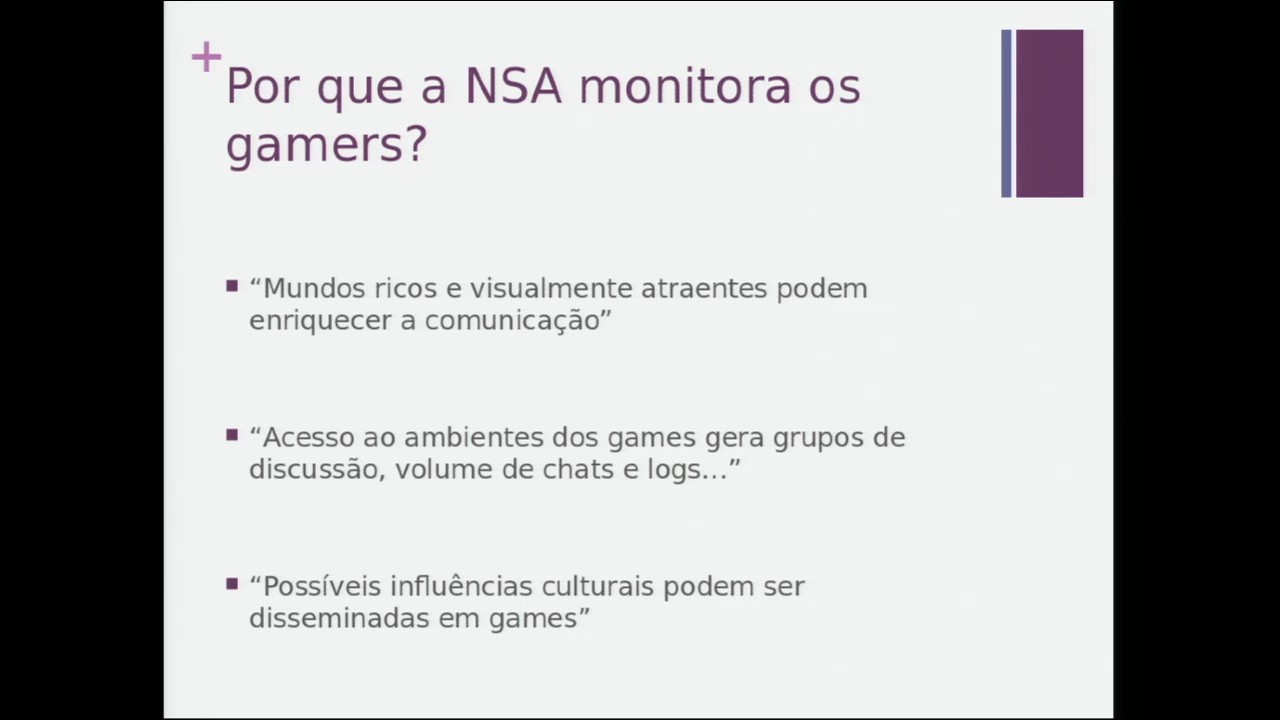 +
Por que a NSA monitora os
gamers?
“Mundos ricos e visualmente atraentes podem
enriquecer a comunicação”
“Acesso ao ambientes dos games gera grupos de
discussão, volume de chats e logs...”
“Possíveis influências culturais podem ser
disseminadas em games”